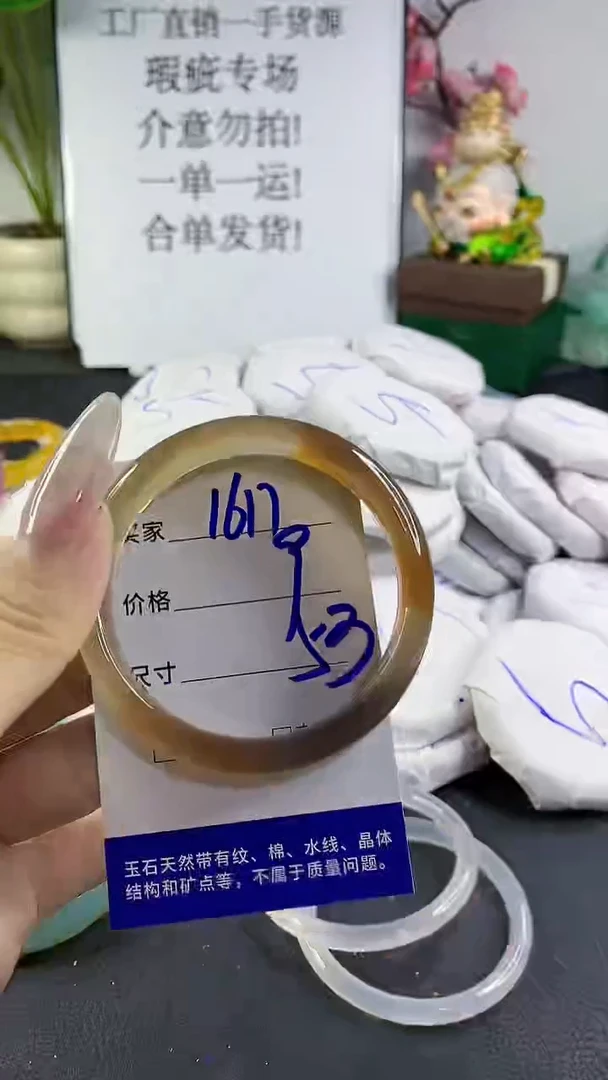 工厂直销一手货源
瑕疵专场
介意勿拍!
一单一运!
合单发货!
买家 1617
价格
尺寸 53
玉石天然带有纹、棉、水线、晶体
结构和矿点等，不属于质量问题。